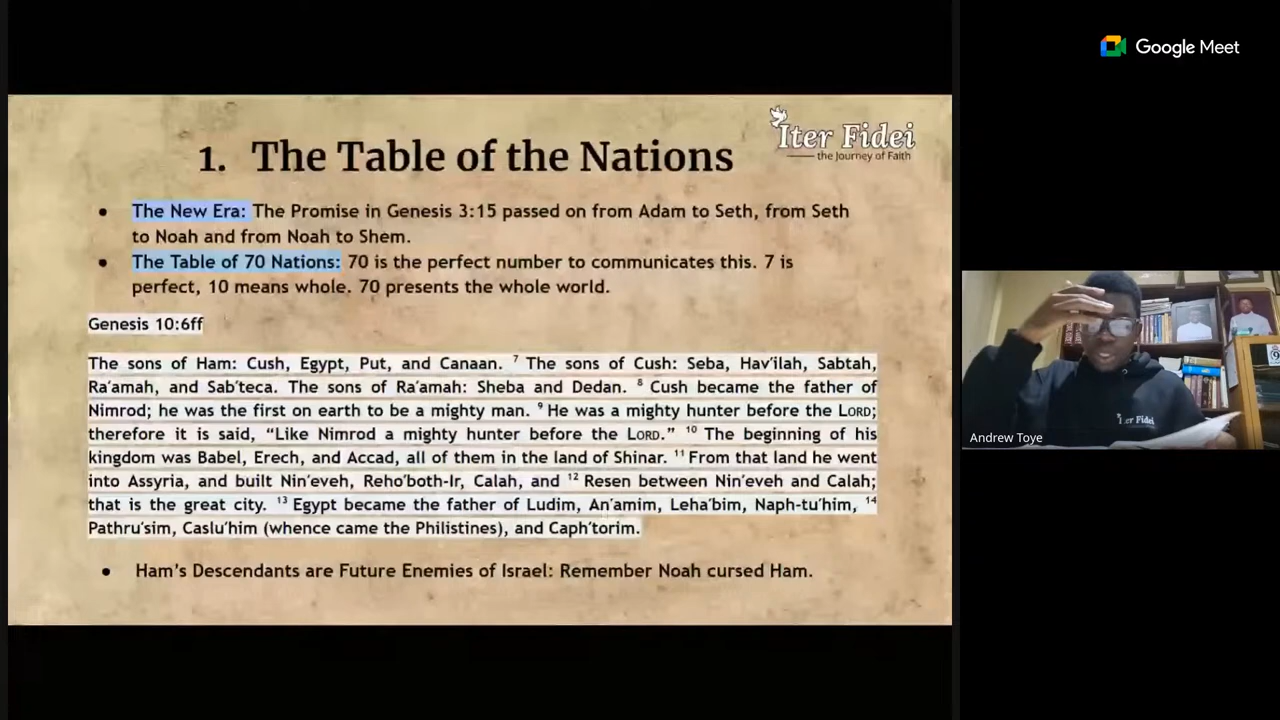 Google Meet
Iter Fidei
the Journey of Faith
1. The Table of the Nations
• The New Era: The Promise in Genesis 3:15 passed on from Adam to Seth, from Seth
to Noah and from Noah to Shem.
• The Table of 70 Nations: 70 is the perfect number to communicates this. 7 is
perfect, 10 means whole. 70 presents the whole world.
Genesis 10:6ff
The sons of Ham: Cush, Egypt, Put, and Canaan. ⁷ The sons of Cush: Seba, Hav′ilah, Sabtah,
Ra′amah, and Sab′teca. The sons of Ra′amah: Sheba and Dedan. ⁸ Cush became the father of
Nimrod; he was the first on earth to be a mighty man. ⁹ He was a mighty hunter before the LORD;
therefore it is said, “Like Nimrod a mighty hunter before the LORD.” ¹⁰ The beginning of his
kingdom was Babel, Erech, and Accad, all of them in the land of Shinar. ¹¹ From that land he went
into Assyria, and built Nin′eveh, Reho′both-Ir, Calah, and ¹² Resen between Nin′eveh and Calah;
that is the great city. ¹³ Egypt became the father of Ludim, An′amim, Leha′bim, Naph-tu′him, ¹⁴
Pathru′sim, Caslu′him (whence came the Philistines), and Caph′torim.
• Ham’s Descendants are Future Enemies of Israel: Remember Noah cursed Ham.
Iter Fidei
Andrew Toye